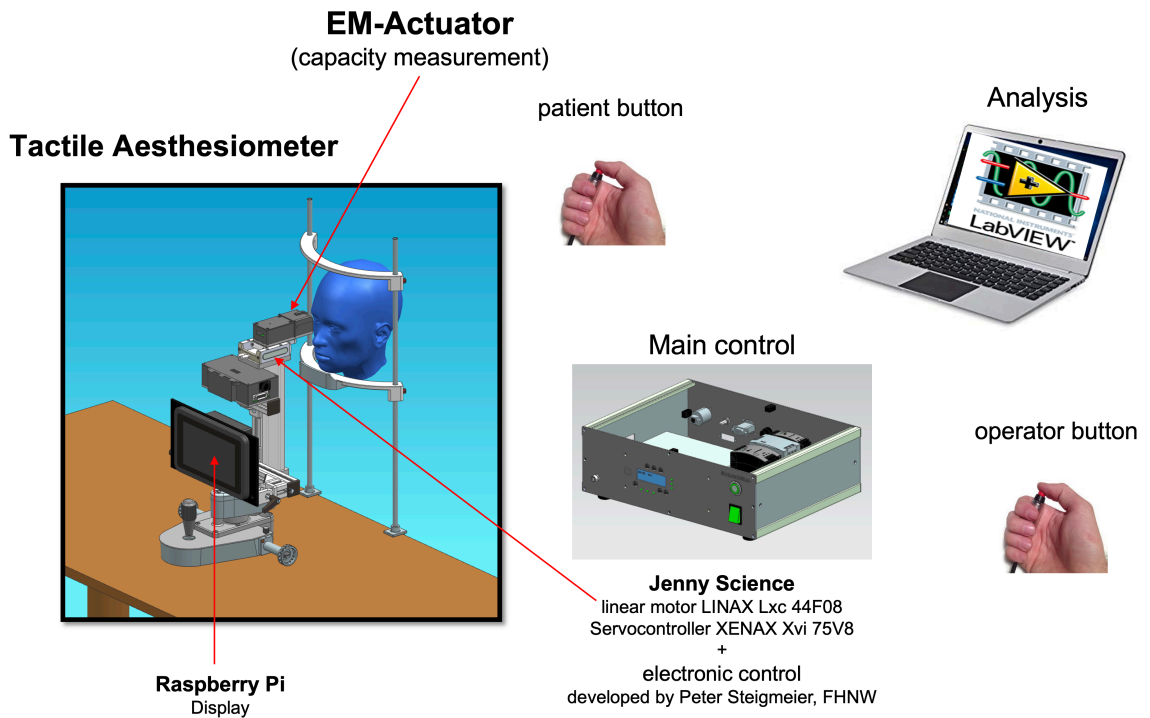 EM-Actuator
(capacity measurement)
patient button
Analysis
Tactile Aesthesiometer
NATIONAL INSTRUMENTS
LabVIEW™
Main control
operator button
Jenny Science
linear motor LINAX Lxc 44F08
Servocontroller XENAX Xvi 75V8
+
electronic control
developed by Peter Steigmeier, FHNW
Raspberry Pi
Display